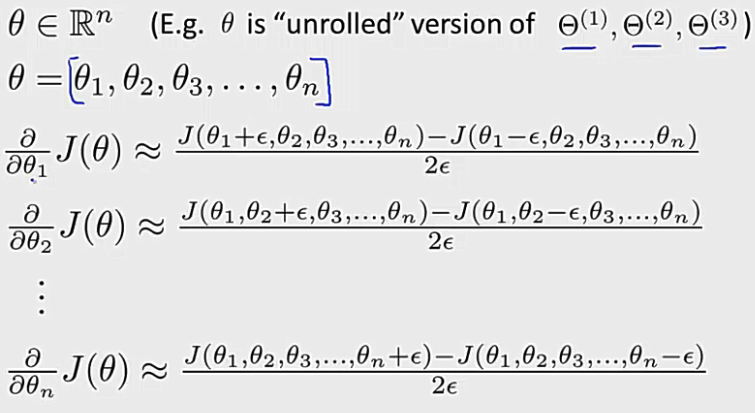 θ ∈ ℝⁿ (E.g. θ is “unrolled” version of Θ⁽¹⁾, Θ⁽²⁾, Θ⁽³⁾)
θ = [θ₁, θ₂, θ₃, . . . , θₙ]
∂/∂θ₁ J(θ) ≈ (J(θ₁+ϵ,θ₂,θ₃,...,θₙ)−J(θ₁−ϵ,θ₂,θ₃,...,θₙ))/2ϵ
∂/∂θ₂ J(θ) ≈ (J(θ₁,θ₂+ϵ,θ₃,...,θₙ)−J(θ₁,θ₂−ϵ,θ₃,...,θₙ))/2ϵ
⋮
∂/∂θₙ J(θ) ≈ (J(θ₁,θ₂,θ₃,...,θₙ+ϵ)−J(θ₁,θ₂,θ₃,...,θₙ−ϵ))/2ϵ